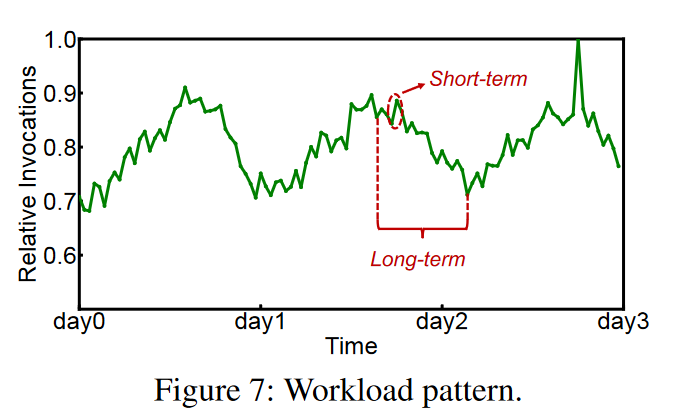 1.0
0.9
0.8
0.7
0.6
Relative Invocations
Short-term
Long-term
day0
day1
day2
day3
Time
Figure 7: Workload pattern.